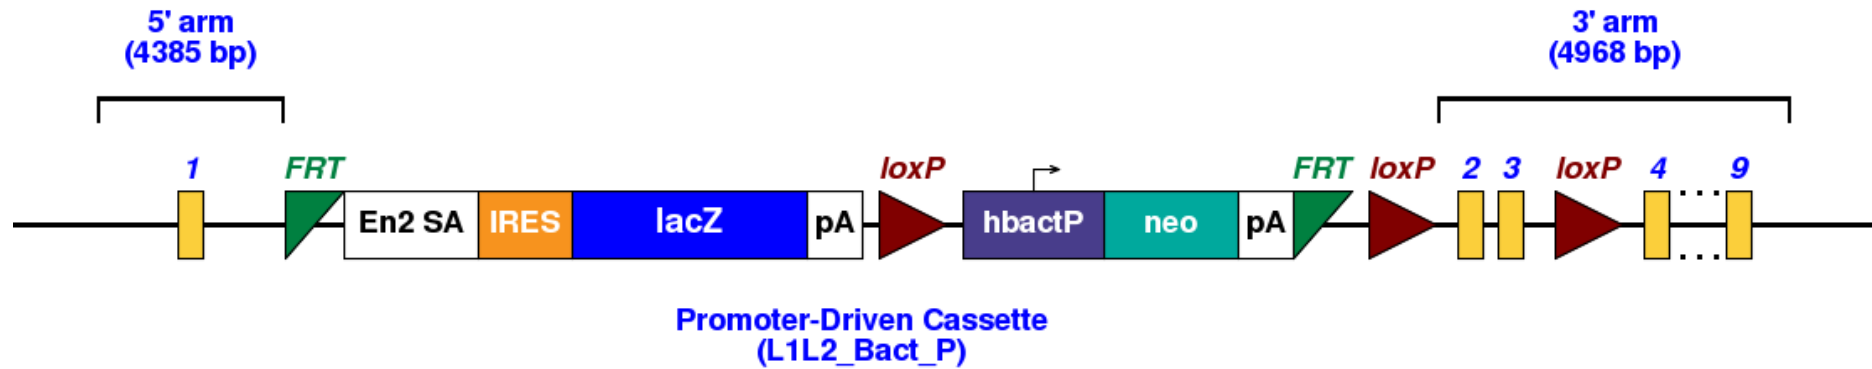 5' arm
(4385 bp)
3' arm
(4968 bp)
1 FRT loxP FRT loxP 2 3 loxP 4 9
En2 SA IRES lacZ pA hbactP neo pA
Promoter-Driven Cassette
(L1L2_Bact_P)